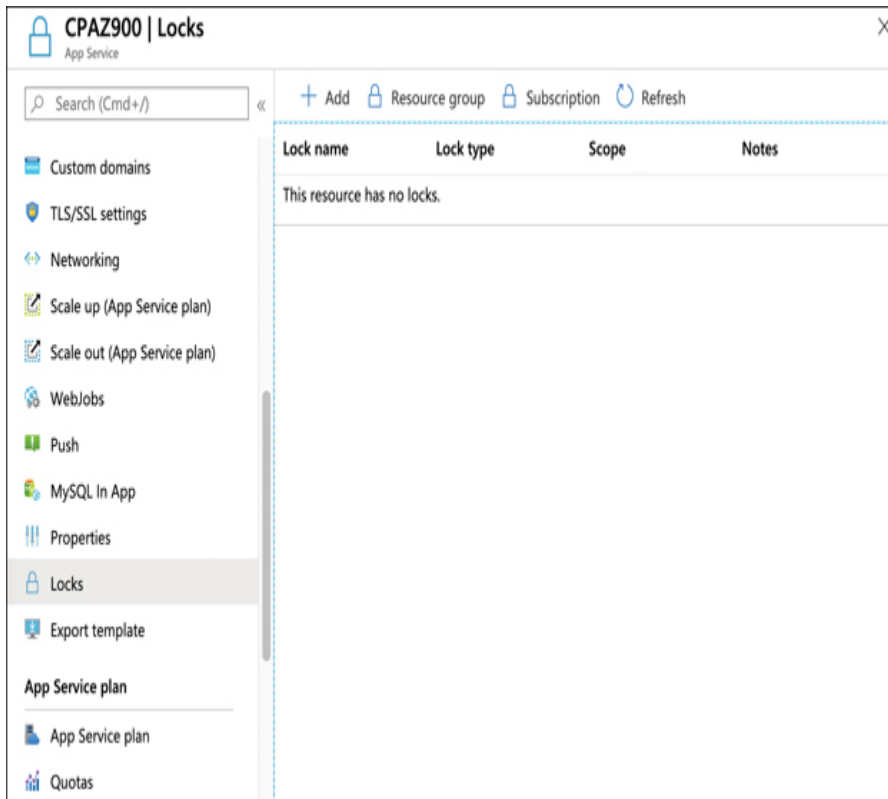 CPAZ900 | Locks
App Service
Search (Cmd+/)
«
Custom domains
TLS/SSL settings
Networking
Scale up (App Service plan)
Scale out (App Service plan)
WebJobs
Push
MySQL In App
Properties
Locks
Export template
App Service plan
App Service plan
Quotas
Add Resource group Subscription Refresh
Lock name Lock type Scope Notes
This resource has no locks.